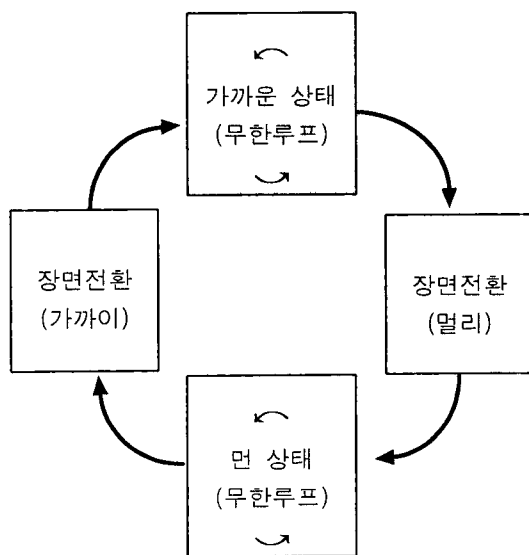 가까운 상태
(무한루프)
장면전환
(가까이)
장면전환
(멀리)
먼 상태
(무한루프)